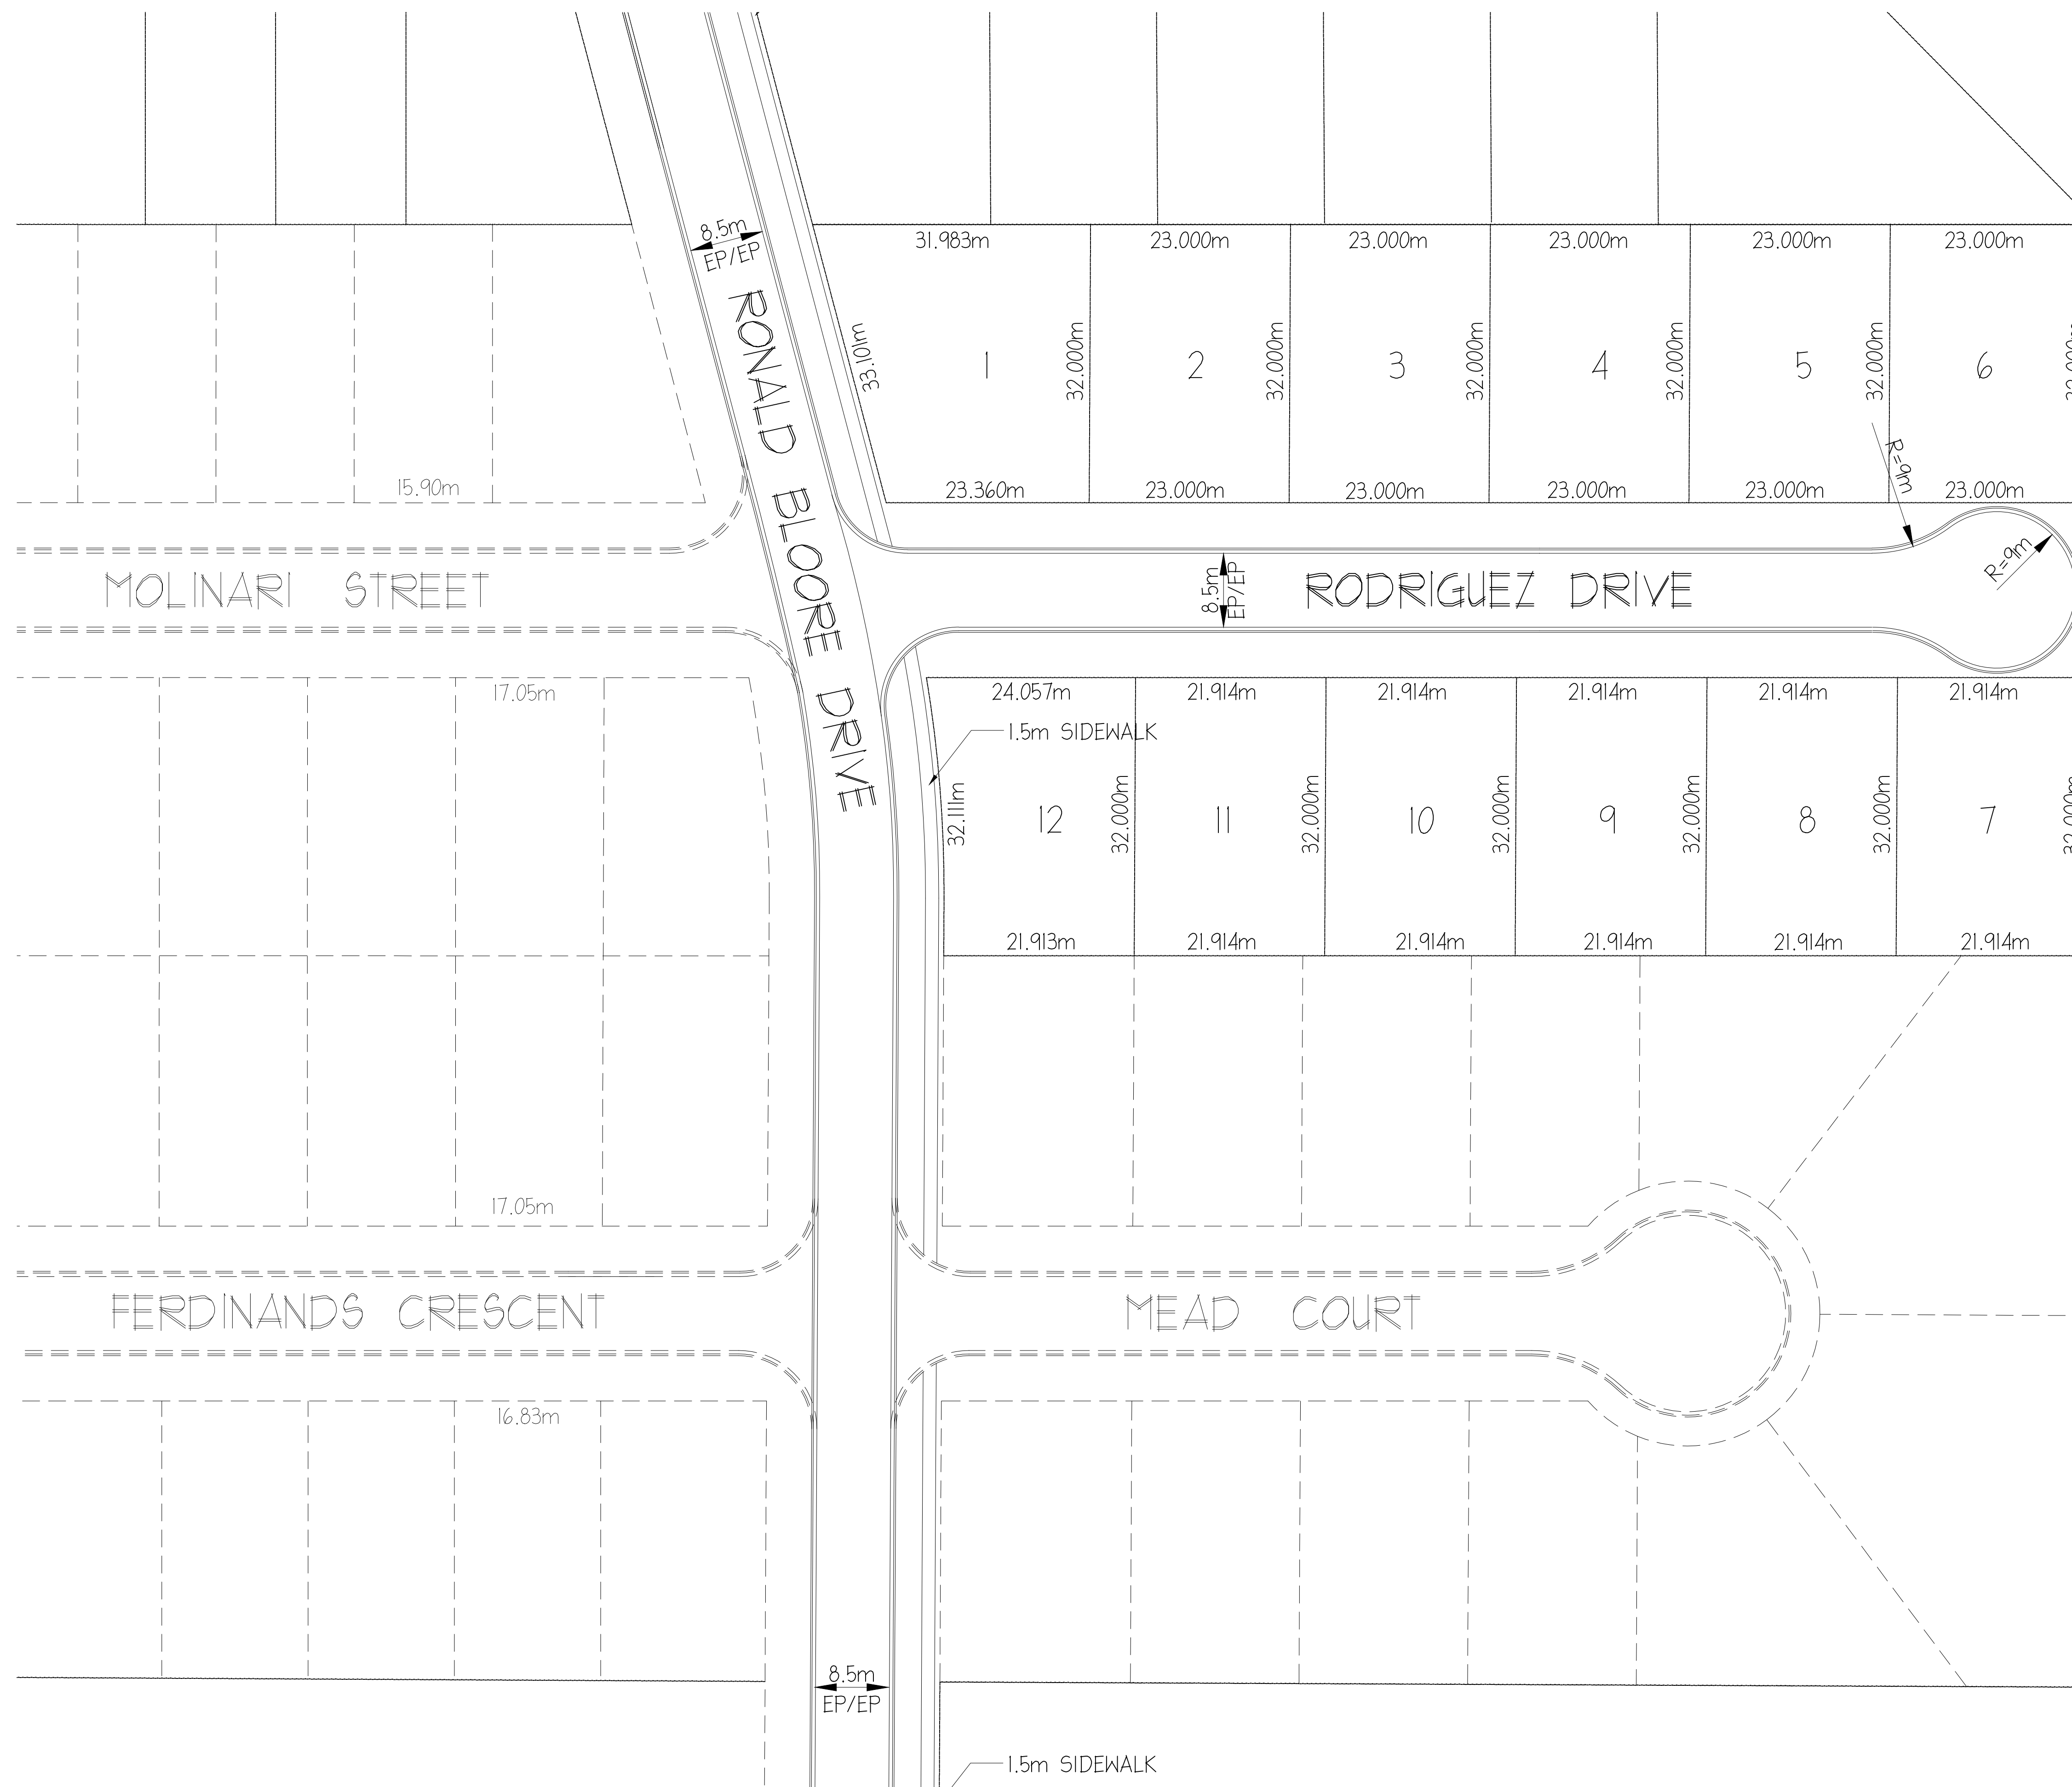 8.5m
EP/EP
31.983m
23.000m
23.000m
23.000m
23.000m
23.000m
RONALD BLOORE DRIVE
33.101m
1
32.000m
2
32.000m
3
32.000m
4
32.000m
5
32.000m
6
15.90m
23.360m
23.000m
23.000m
23.000m
23.000m
23.000m
R=9m
MOLINARI STREET
8.5m
EP/EP
RODRIGUEZ DRIVE
R=9m
17.05m
24.057m
21.914m
21.914m
21.914m
21.914m
21.914m
1.5m SIDEWALK
32.111m
12
32.000m
11
32.000m
10
32.000m
9
32.000m
8
32.000m
7
21.913m
21.914m
21.914m
21.914m
21.914m
21.914m
17.05m
FERDINANDS CRESCENT
MEAD COURT
16.83m
8.5m
EP/EP
1.5m SIDEWALK